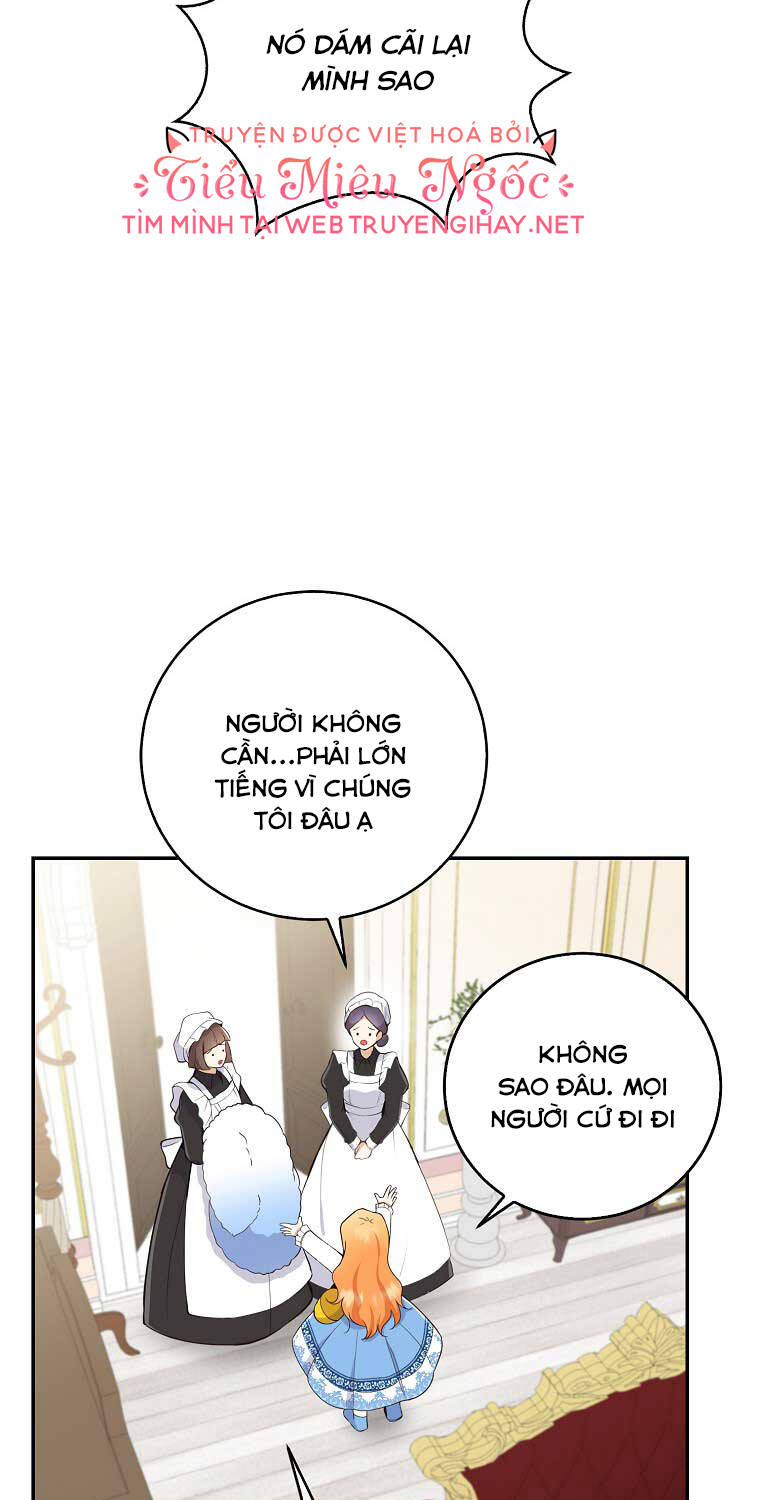 NÓ DÁM CÃI LẠI
MÌNH SAO
TRUYỆN ĐƯỢC VIỆT HOÁ BỞI
Tiểu Miêu Ngốc
TÌM MÌNH TẠI WEB TRUYENGIHAY.NET
NGƯỜI KHÔNG
CẦN...PHẢI LỚN
TIẾNG VÌ CHÚNG
TÔI ĐÂU Ạ
KHÔNG
SAO ĐÂU. MỌI
NGƯỜI CỨ ĐI ĐI